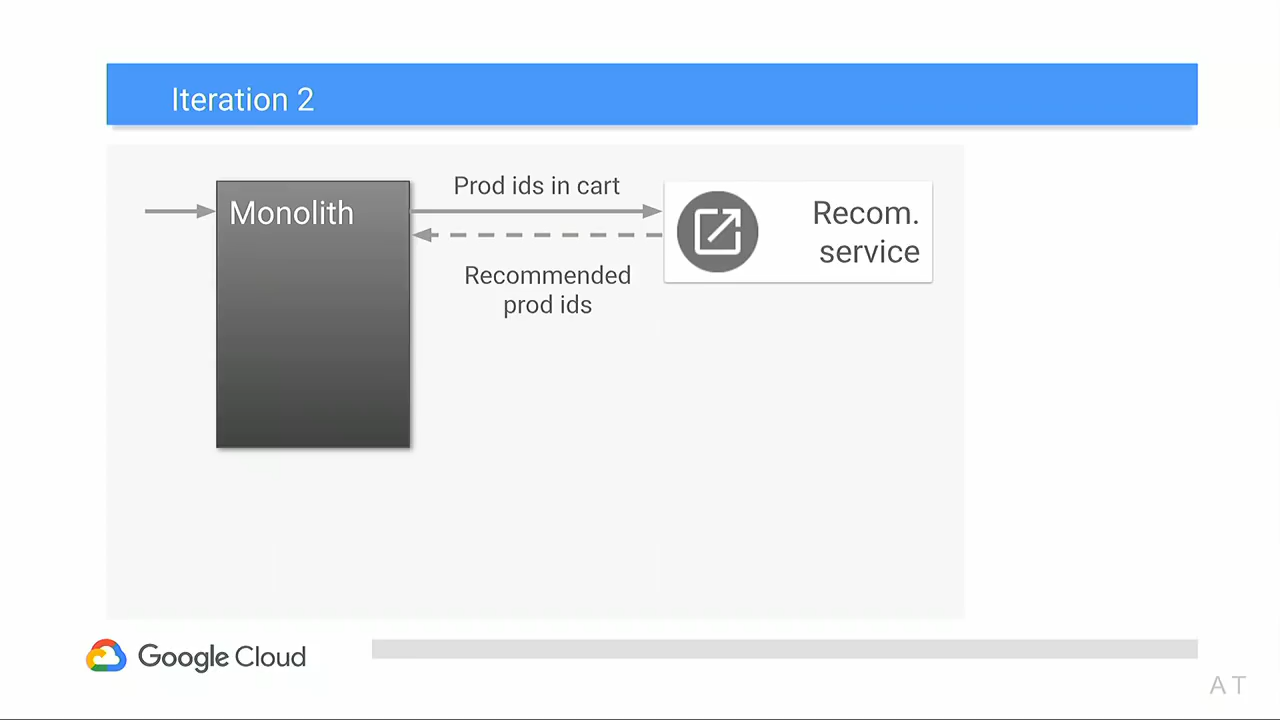 Iteration 2
Monolith
Prod ids in cart
Recommended
prod ids
Recom.
service
Google Cloud
A T